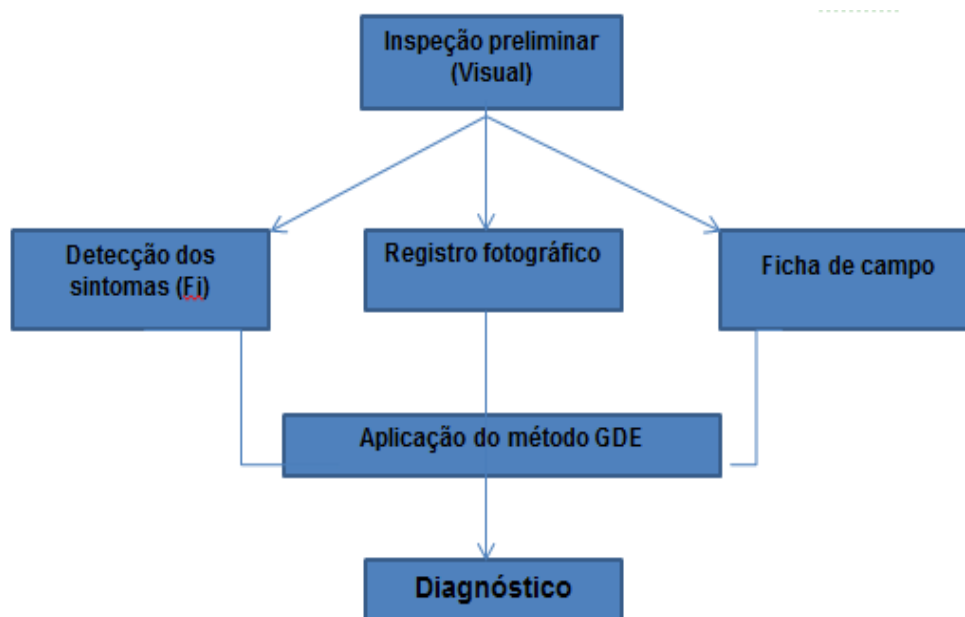 Inspeção preliminar
(Visual)
Detecção dos
sintomas (Fi)
Registro fotográfico
Ficha de campo
Aplicação do método GDE
Diagnóstico